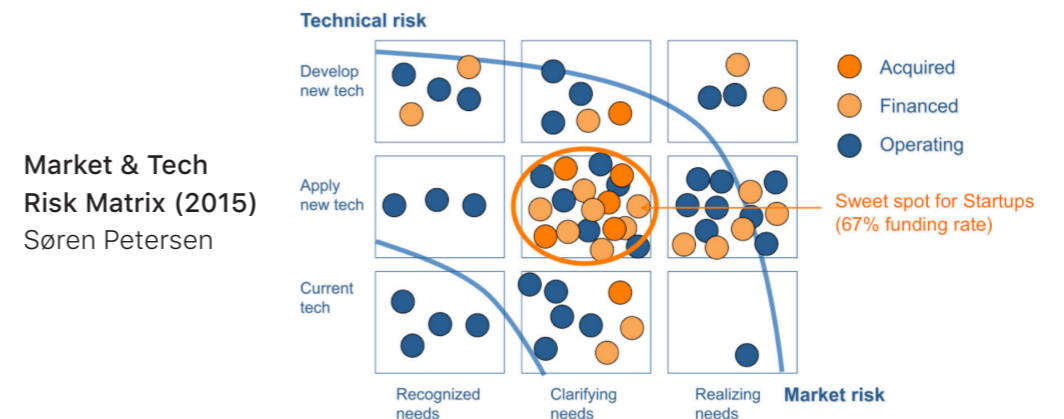 Technical risk
Develop
new tech
Acquired
Financed
Operating
Market & Tech
Risk Matrix (2015)
Søren Petersen
Apply
new tech
Sweet spot for Startups
(67% funding rate)
Current
tech
Recognized
needs
Clarifying
needs
Realizing
needs
Market risk